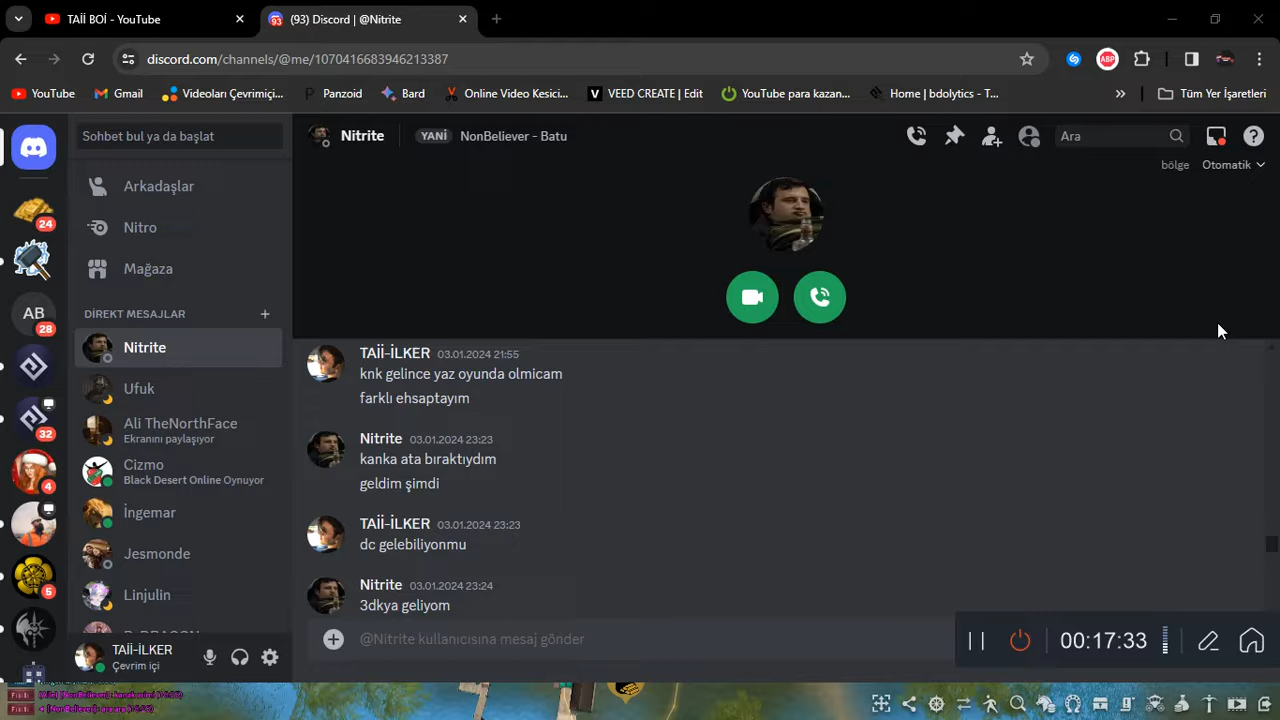 TAİİ BOİ - YouTube
(93) Discord | @Nitrite
discord.com/channels/@me/1070416683946213387
ABP
YouTube
Gmail
Videoları Çevrimiçi...
Panzoid
Bard
Online Video Kesici...
VEED CREATE | Edit
YouTube para kazan...
Home | bdolytics - T...
Tüm Yer İşaretleri
Sohbet bul ya da başlat
Nitrite
YANİ
NonBeliever - Batu
Ara
bölge
Otomatik
Arkadaşlar
Nitro
Mağaza
DİREKT MESAJLAR
Nitrite
Ufuk
Ali TheNorthFace
Ekranını paylaşıyor
Cizmo
Black Desert Online Oynuyor
İngemar
Jesmonde
Linjulin
TAİİ-İLKER
Çevrim içi
24
AB
28
32
4
5
TAİİ-İLKER 03.01.2024 21:55
knk gelince yaz oyunda olmicam
farklı ehsaptayım
Nitrite 03.01.2024 23:23
kanka ata bıraktıydım
geldim şimdi
TAİİ-İLKER 03.01.2024 23:23
dc gelebiliyonmu
Nitrite 03.01.2024 23:24
3dkya geliyom
@Nitrite kullanıcısına mesaj gönder
00:17:33